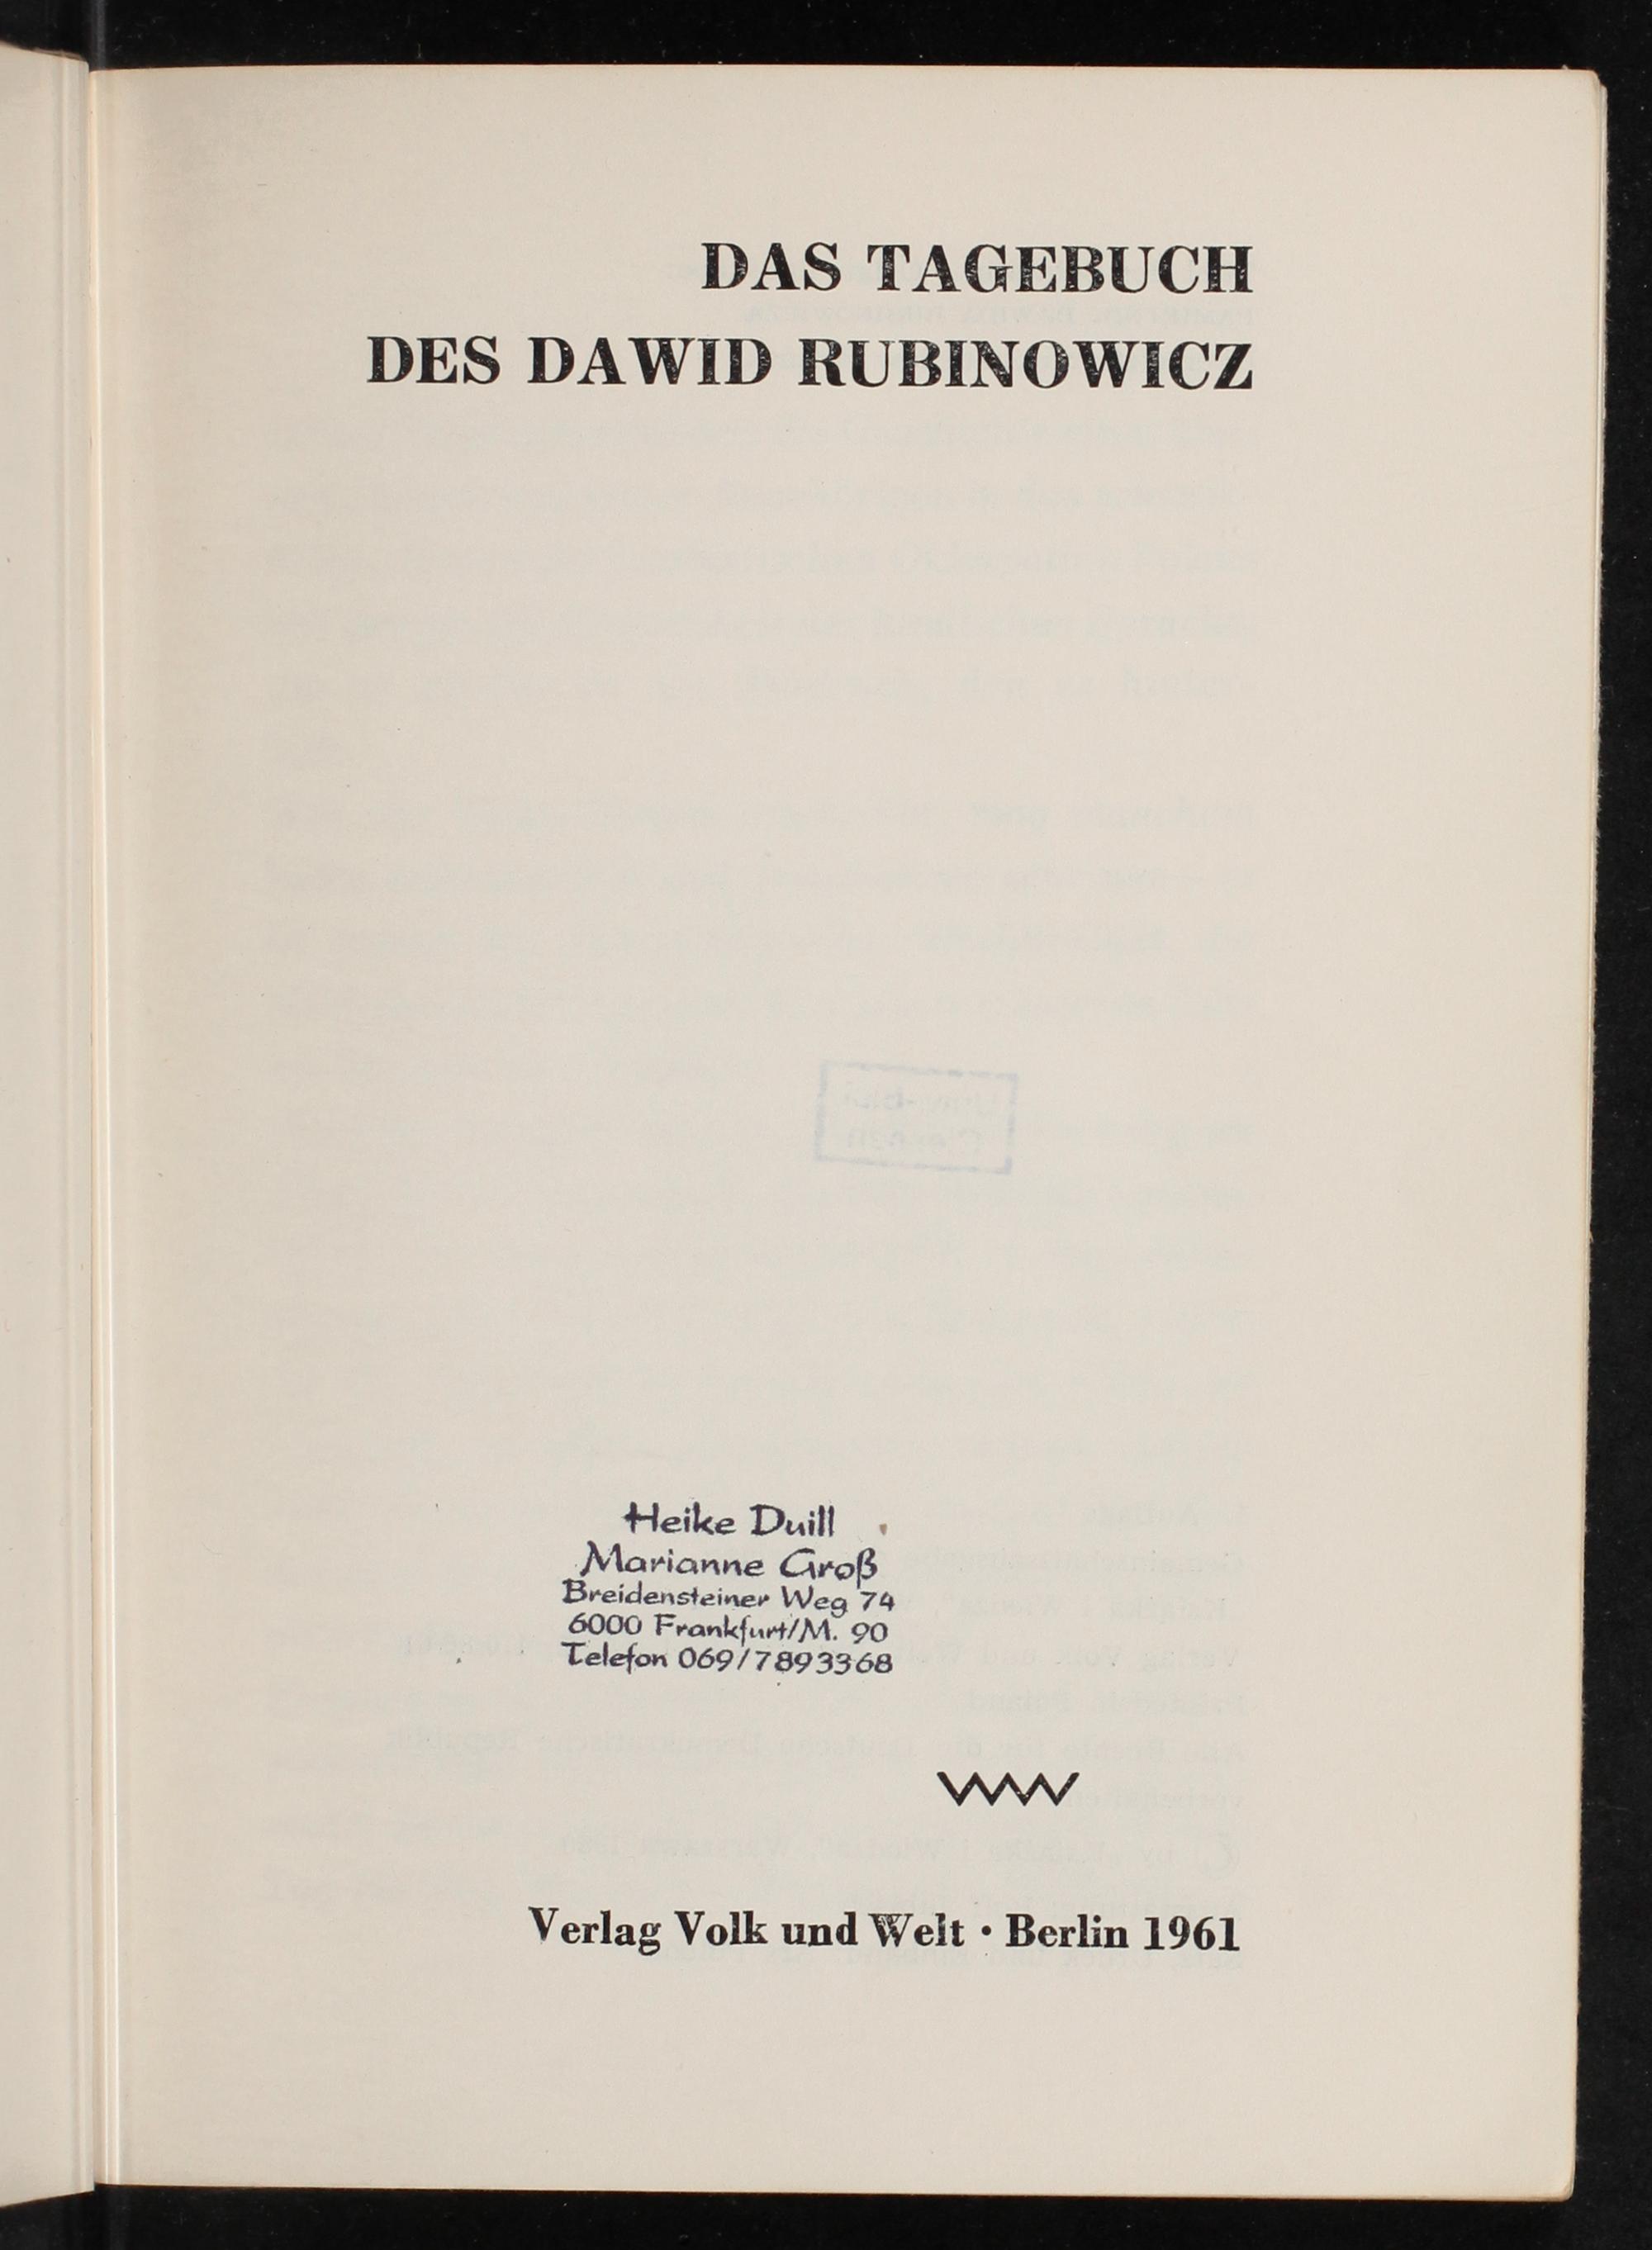 DAS TAGEBUCH
DES DAWID RUBINOWICZ
Heike Duill
Marianne Groß
Breidensteiner Weg 74
6000 Frankfurt/M. 90
Telefon 069/7893368
Verlag Volk und Welt · Berlin 1961